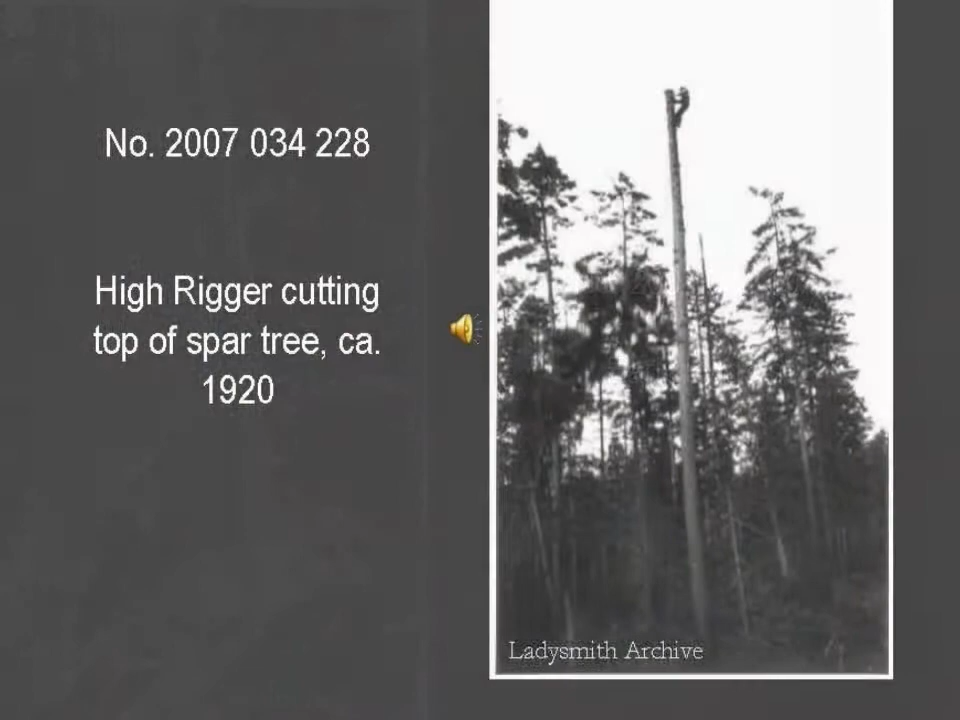 No. 2007 034 228
High Rigger cutting
top of spar tree, ca.
1920
Ladysmith Archive